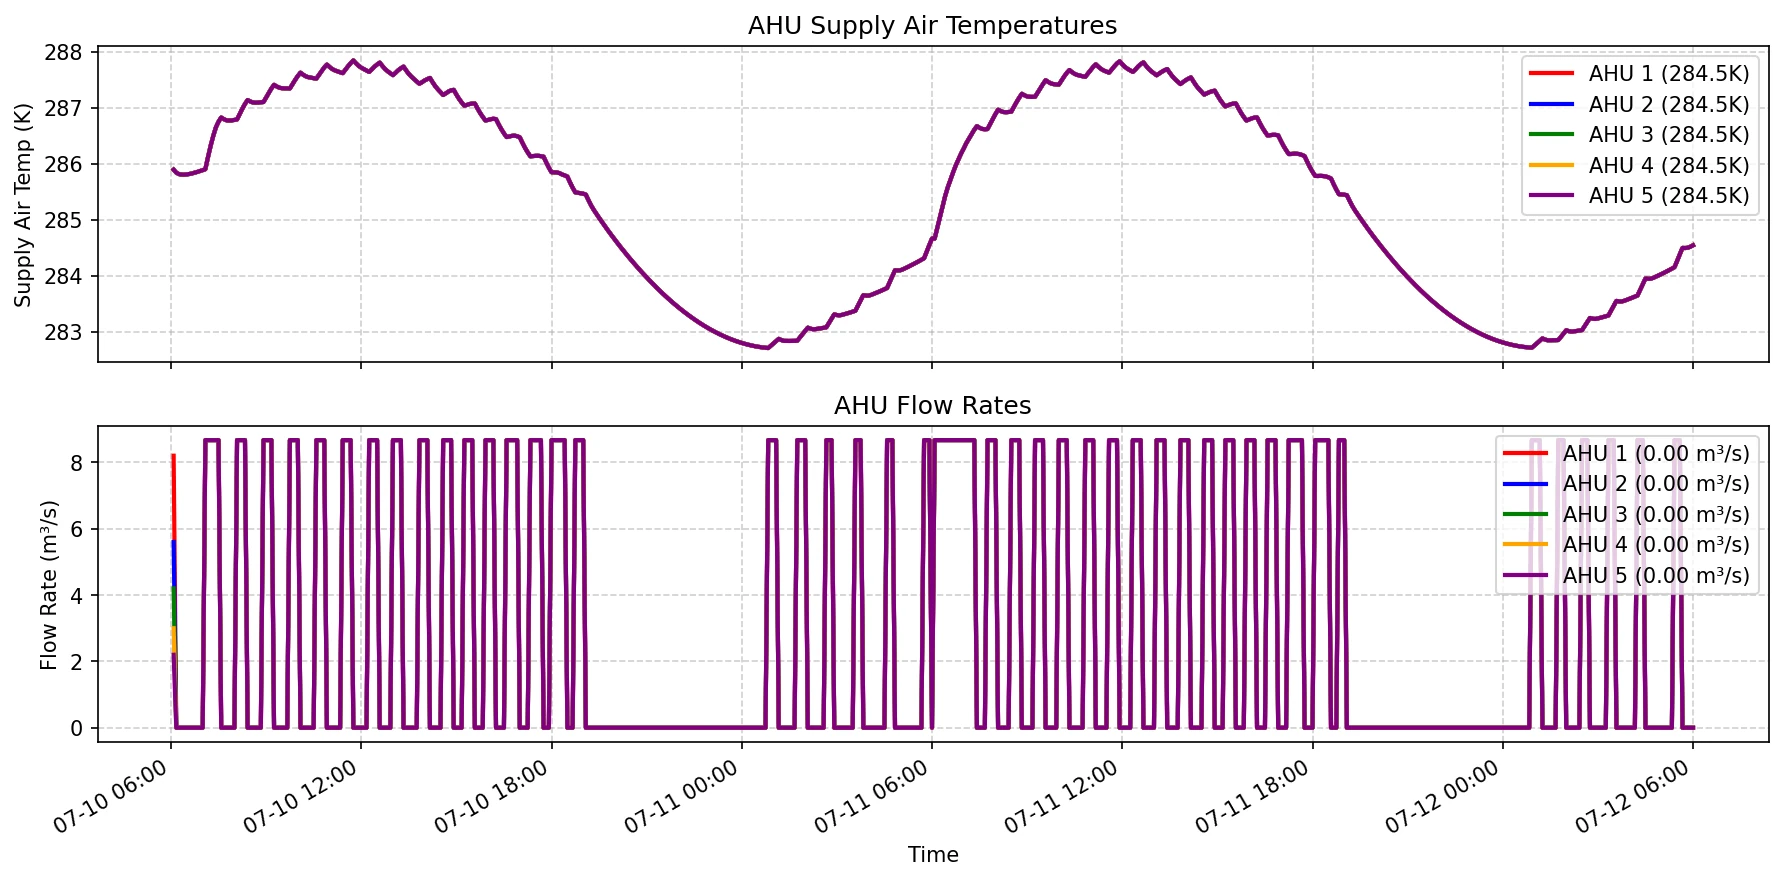 AHU Supply Air Temperatures
Supply Air Temp (K)
288
287
286
285
284
283
AHU 1 (284.5K)
AHU 2 (284.5K)
AHU 3 (284.5K)
AHU 4 (284.5K)
AHU 5 (284.5K)
AHU Flow Rates
Flow Rate (m³/s)
8
6
4
2
0
AHU 1 (0.00 m³/s)
AHU 2 (0.00 m³/s)
AHU 3 (0.00 m³/s)
AHU 4 (0.00 m³/s)
AHU 5 (0.00 m³/s)
07-10 06:00
07-10 12:00
07-10 18:00
07-11 00:00
07-11 06:00
07-11 12:00
07-11 18:00
07-12 00:00
07-12 06:00
Time